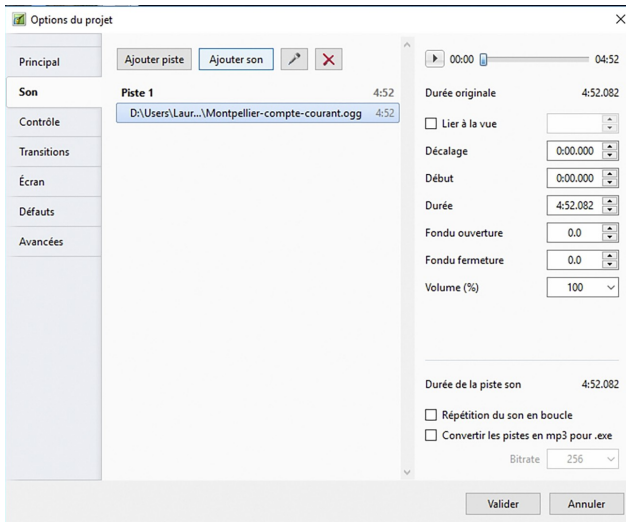 Options du projet
Principal
Son
Contrôle
Transitions
Écran
Défauts
Avancées
Ajouter piste
Ajouter son
Piste 1 4:52
D:\Users\Laur...\Montpellier-compte-courant.ogg 4:52
00:00 04:52
Durée originale 4:52.082
Lier à la vue
Décalage 0:00.000
Début 0:00.000
Durée 4:52.082
Fondu ouverture 0.0
Fondu fermeture 0.0
Volume (%) 100
Durée de la piste son 4:52.082
Répétition du son en boucle
Convertir les pistes en mp3 pour .exe
Bitrate 256
Valider Annuler